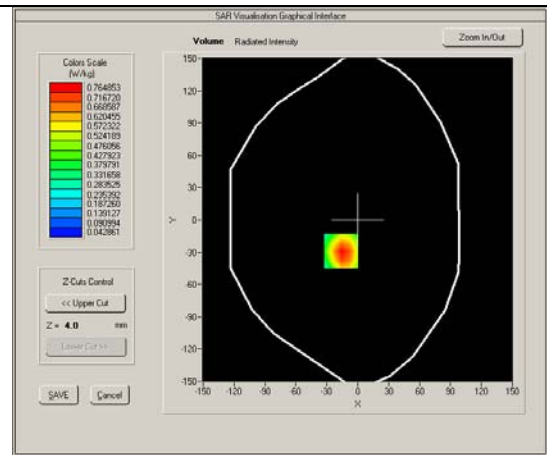 SAR Visualisation Graphical Interface
Volume Radiated Intensity
Zoom In/Out
Colors Scale
(W/kg)
0.764853
0.716720
0.668587
0.620455
0.572322
0.524189
0.476056
0.427923
0.379791
0.331658
0.283525
0.235392
0.187260
0.139127
0.090994
0.042861
Z-Cuts Control
<< Upper Cut
Z = 4.0 mm
Lower Cut >>
SAVE Cancel
150
120
90
60
30
0
-30
-60
-90
-120
-150
Y
-150 -120 -90 -60 -30 0 30 60 90 120 150
X